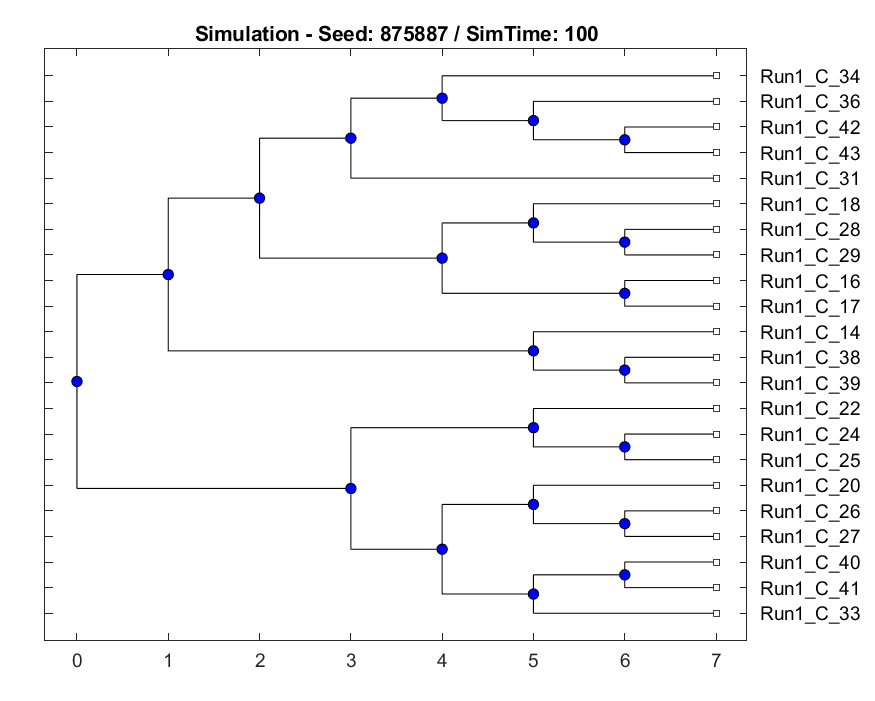 Simulation - Seed: 875887 / SimTime: 100
Run1_C_34
Run1_C_36
Run1_C_42
Run1_C_43
Run1_C_31
Run1_C_18
Run1_C_28
Run1_C_29
Run1_C_16
Run1_C_17
Run1_C_14
Run1_C_38
Run1_C_39
Run1_C_22
Run1_C_24
Run1_C_25
Run1_C_20
Run1_C_26
Run1_C_27
Run1_C_40
Run1_C_41
Run1_C_33
0 1 2 3 4 5 6 7